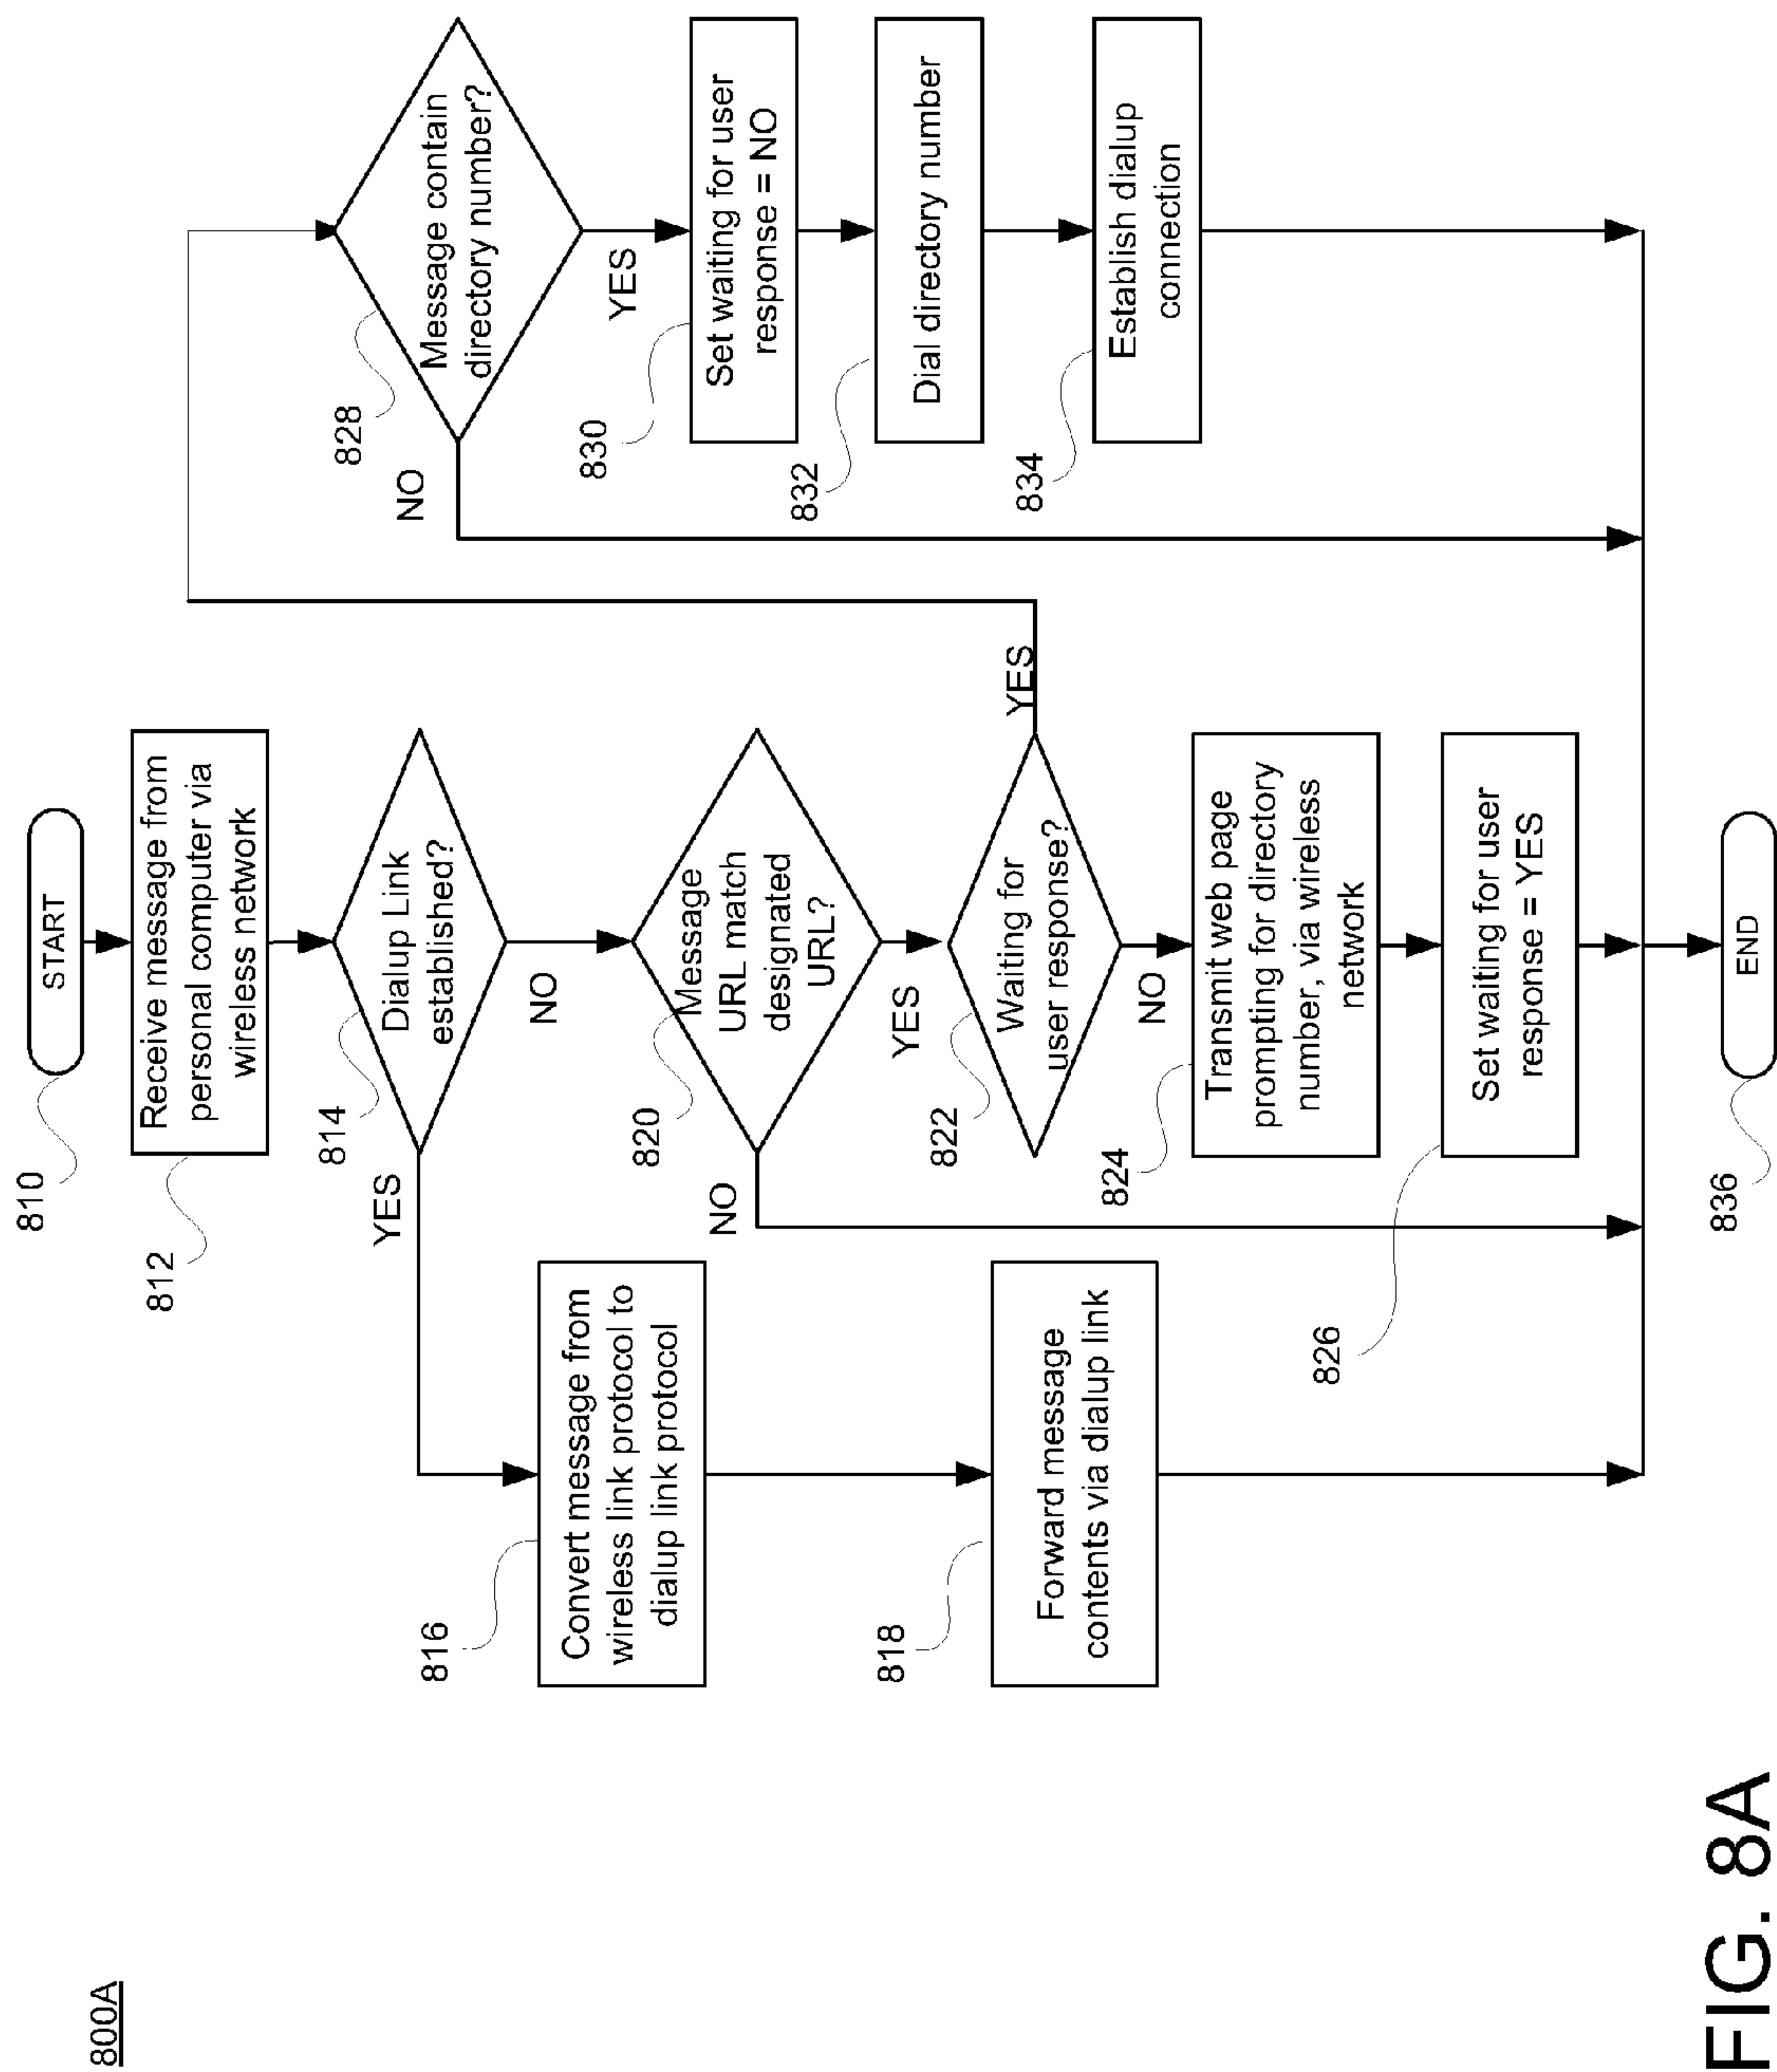 800A
START
810
Receive message from
personal computer via
wireless network
812
Dialup Link
established?
814
YES
NO
Convert message from
wireless link protocol to
dialup link protocol
816
Forward message
contents via dialup link
818
Message
URL match
designated
URL?
820
NO
YES
Waiting for
user response?
822
YES
NO
Transmit web page
prompting for directory
number, via wireless
network
824
Set waiting for user
response = YES
826
Message contain
directory number?
828
NO
YES
Set waiting for user
response = NO
830
Dial directory number
832
Establish dialup
connection
834
END
836
FIG. 8A